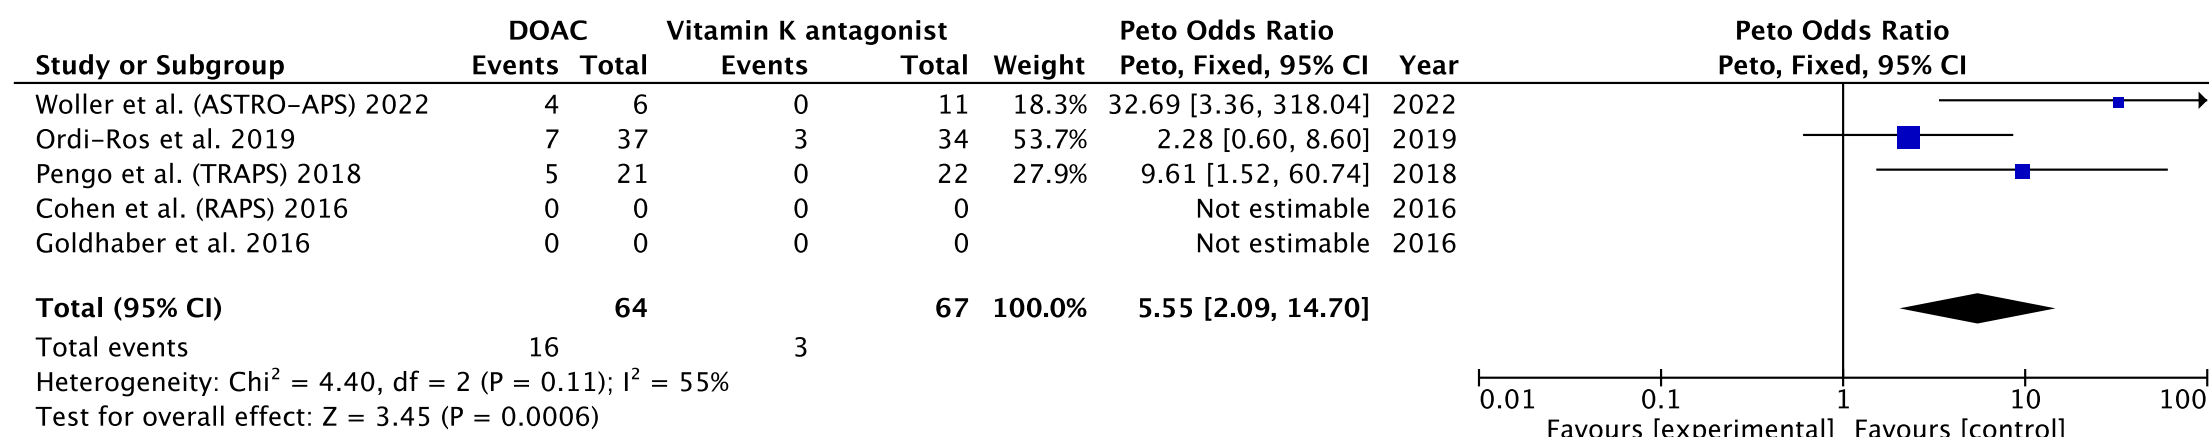 DOAC Vitamin K antagonist Peto Odds Ratio Peto Odds Ratio
Study or Subgroup Events Total Events Total Weight Peto, Fixed, 95% CI Year Peto, Fixed, 95% CI
Woller et al. (ASTRO-APS) 2022 4 6 0 11 18.3% 32.69 [3.36, 318.04] 2022
Ordi-Ros et al. 2019 7 37 3 34 53.7% 2.28 [0.60, 8.60] 2019
Pengo et al. (TRAPS) 2018 5 21 0 22 27.9% 9.61 [1.52, 60.74] 2018
Cohen et al. (RAPS) 2016 0 0 0 0 Not estimable 2016
Goldhaber et al. 2016 0 0 0 0 Not estimable 2016
Total (95% CI) 64 67 100.0% 5.55 [2.09, 14.70]
Total events 16 3
Heterogeneity: Chi² = 4.40, df = 2 (P = 0.11); I² = 55%
Test for overall effect: Z = 3.45 (P = 0.0006)
0.01 0.1 1 10 100
Favours [experimental] Favours [control]